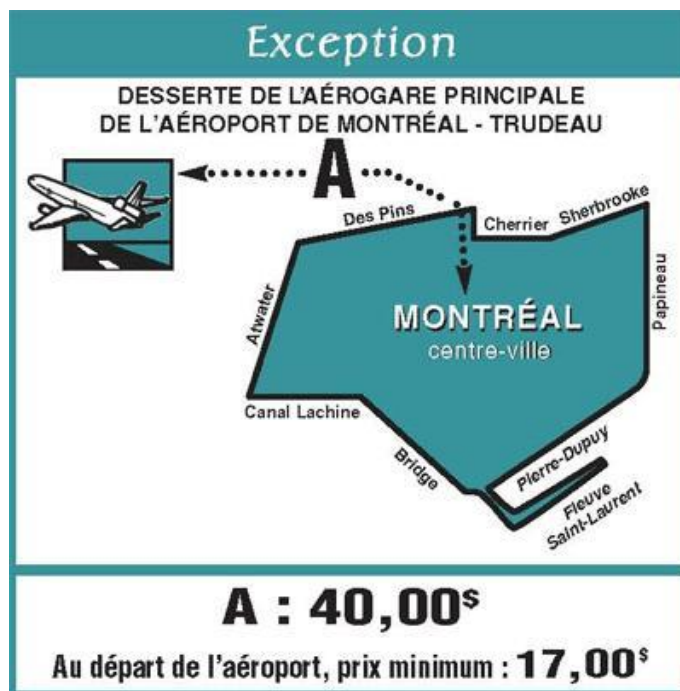 Exception
DESSERTE DE L'AÉROGARE PRINCIPALE
DE L'AÉROPORT DE MONTRÉAL - TRUDEAU
A
Des Pins
Cherrier
Sherbrooke
Papineau
Atwater
MONTRÉAL
centre-ville
Canal Lachine
Bridge
Pierre-Dupuy
Fleuve
Saint-Laurent
A : 40,00$
Au départ de l'aéroport, prix minimum : 17,00$